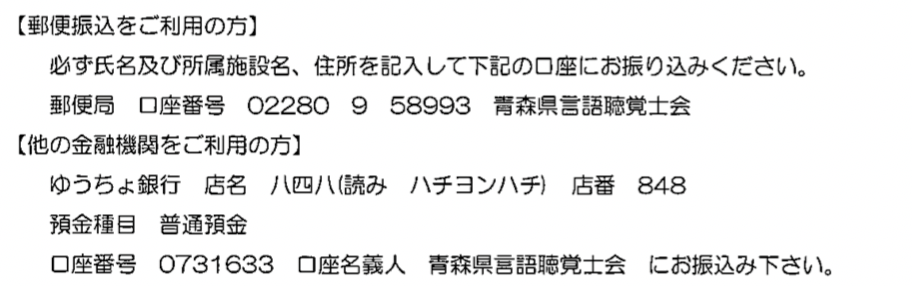 【郵便振込をご利用の方】
必ず氏名及び所属施設名、住所を記入して下記の口座にお振り込みください。
郵便局　口座番号　02280　9　58993　青森県言語聴覚士会
【他の金融機関をご利用の方】
ゆうちょ銀行　店名　八四八(読み　ハチヨンハチ)　店番　848
預金種目　普通預金
口座番号　0731633　口座名義人　青森県言語聴覚士会　にお振込み下さい。